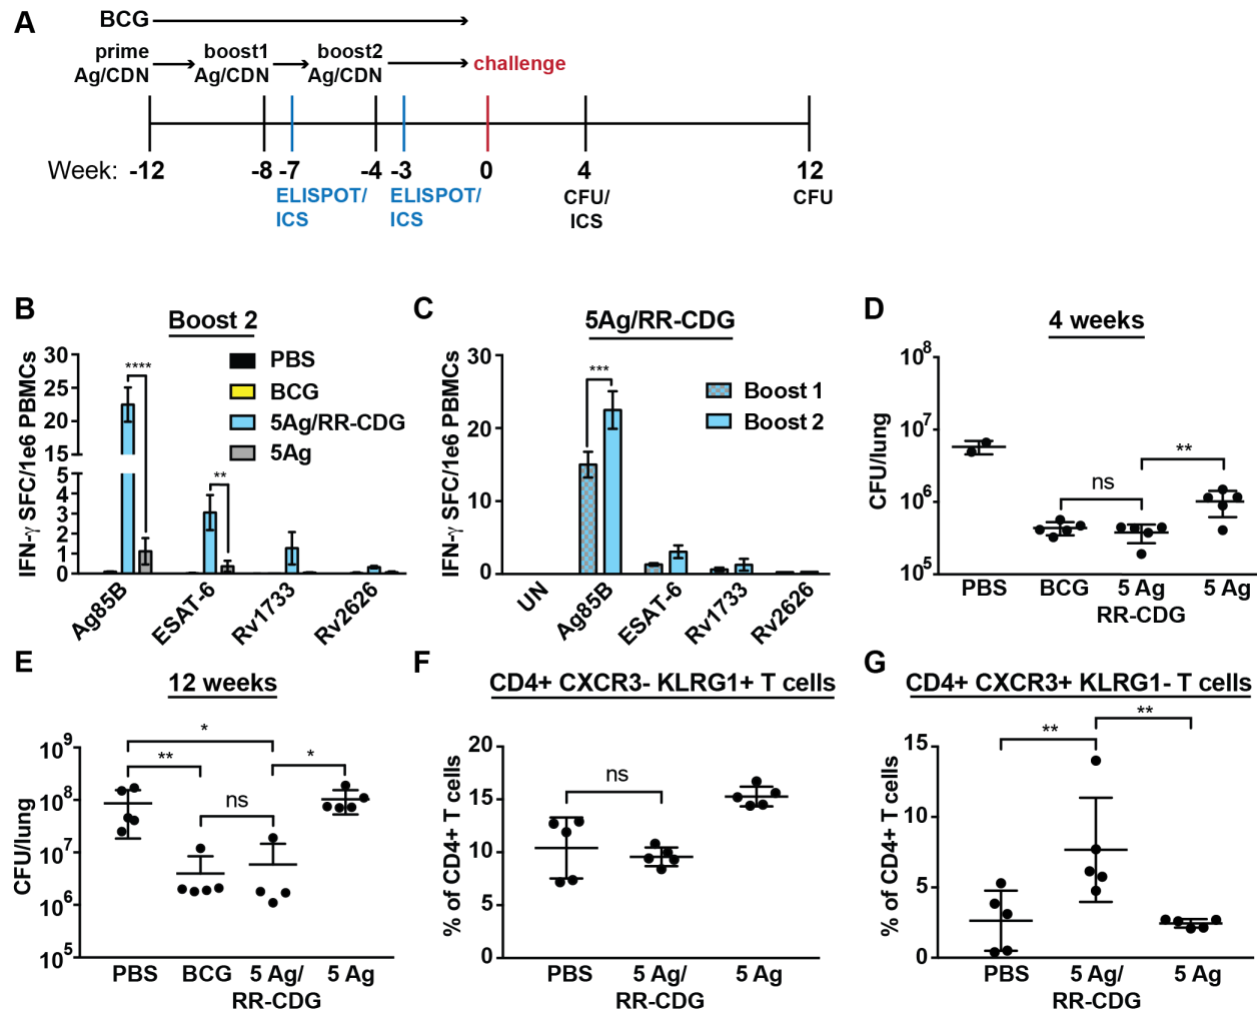 A
BCG
prime
Ag/CDN
boost1
Ag/CDN
boost2
Ag/CDN
challenge
Week: -12 -8 -7 -4 -3 0 4 12
ELISPOT/
ICS
ELISPOT/
ICS
CFU/
ICS
CFU
B
Boost 2
IFN-γ SFC/1e6 PBMCs
30
25
20
15
5
4
3
2
1
0
****
**
PBS
BCG
5Ag/RR-CDG
5Ag
Ag85B
ESAT-6
Rv1733
Rv2626
C
5Ag/RR-CDG
IFN-γ SFC/1e6 PBMCs
30
20
10
0
***
Boost 1
Boost 2
UN
Ag85B
ESAT-6
Rv1733
Rv2626
D
4 weeks
CFU/lung
10⁸
10⁷
10⁶
10⁵
ns
**
PBS
BCG
5 Ag
RR-CDG
5 Ag
E
12 weeks
CFU/lung
10⁹
10⁸
10⁷
10⁶
10⁵
*
**
*
ns
PBS
BCG
5 Ag/
RR-CDG
5 Ag
F
CD4+ CXCR3- KLRG1+ T cells
% of CD4+ T cells
20
15
10
5
0
ns
PBS
5 Ag/
RR-CDG
5 Ag
G
CD4+ CXCR3+ KLRG1- T cells
% of CD4+ T cells
15
10
5
0
**
**
PBS
5 Ag/
RR-CDG
5 Ag